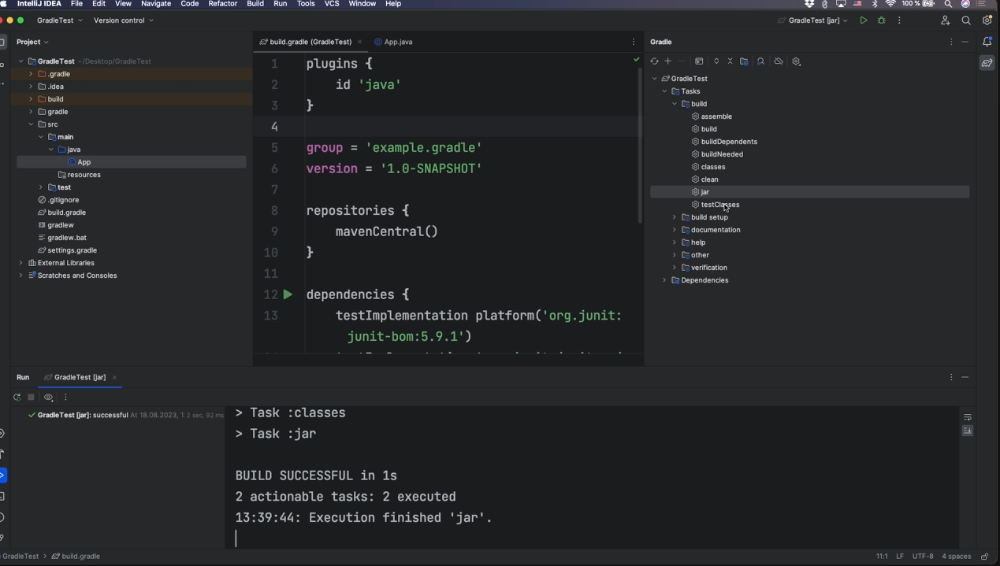 IntelliJ IDEA File Edit View Navigate Code Refactor Build Run Tools VCS Window Help 100 %
GradleTest Version control GradleTest [jar]
Project
GradleTest ~/Desktop/GradleTest
.gradle
.idea
build
gradle
src
main
java
App
resources
test
.gitignore
build.gradle
gradlew
gradlew.bat
settings.gradle
External Libraries
Scratches and Consoles
build.gradle (GradleTest) App.java
1 plugins {
2 id 'java'
3 }
4
5 group = 'example.gradle'
6 version = '1.0-SNAPSHOT'
7
8 repositories {
9 mavenCentral()
10 }
11
12 dependencies {
13 testImplementation platform('org.junit:
junit-bom:5.9.1')
Gradle
GradleTest
Tasks
build
assemble
build
buildDependents
buildNeeded
classes
clean
jar
testClasses
build setup
documentation
help
other
verification
Dependencies
Run GradleTest [jar]
GradleTest [jar]: successful At 18.08.2023, 1:2 sec, 92 ms
> Task :classes
> Task :jar
BUILD SUCCESSFUL in 1s
2 actionable tasks: 2 executed
13:39:44: Execution finished 'jar'.
GradleTest > build.gradle 11:1 LF UTF-8 4 spaces